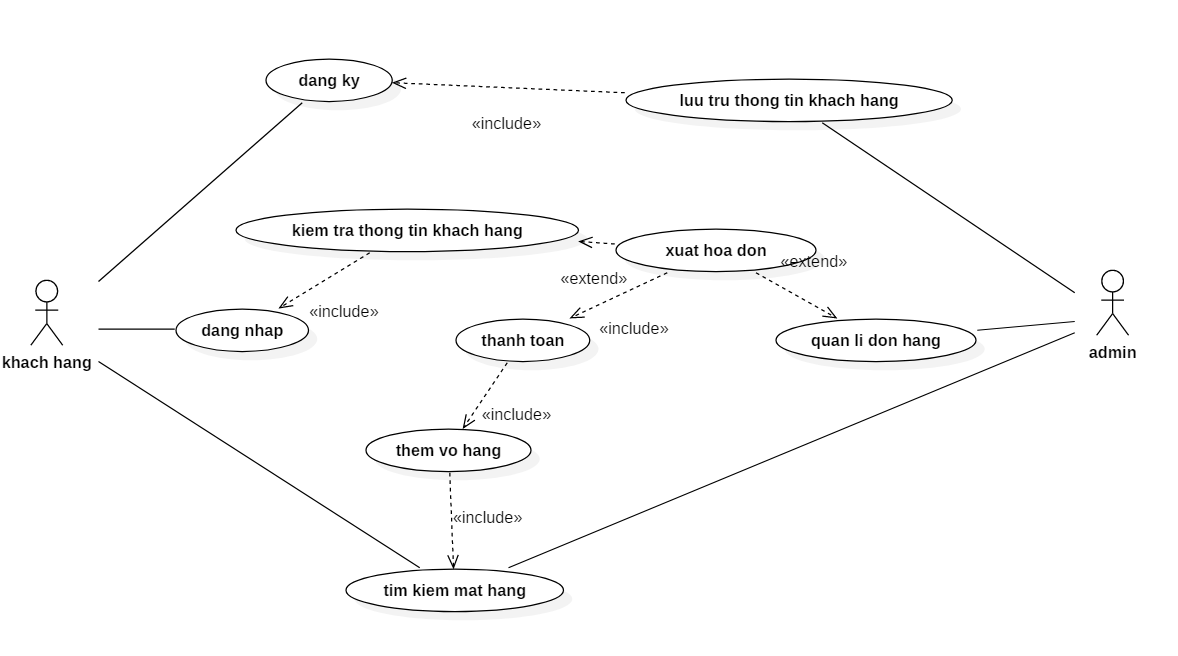 dang ky
luu tru thong tin khach hang
«include»
kiem tra thong tin khach hang
xuat hoa don
«extend»
«extend»
«include»
dang nhap
«include»
thanh toan
quan li don hang
khach hang
admin
«include»
them vo hang
«include»
tim kiem mat hang